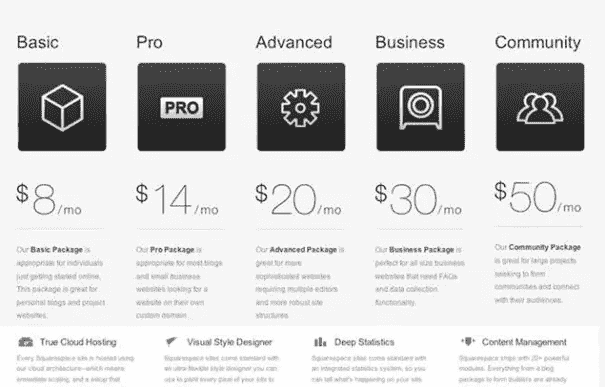 Basic
Pro
Advanced
Business
Community
PRO
$8/mo
$14/mo
$20/mo
$30/mo
$50/mo
Our Basic Package is
appropriate for individuals
just getting started online.
This package is great for
personal blogs and project
websites.
Our Pro Package is
appropriate for most blogs
and small business
websites looking for a
website on their own
custom domain.
Our Advanced Package is
great for more
sophisticated websites
requiring multiple editors
and more robust site
structures.
Our Business Package is
perfect for all size business
websites that need FAQs
and data collection
functionality.
Our Community Package
is great for large projects
seeking to form
communities and connect
with their audiences.
True Cloud Hosting
Every Squarespace site is hosted using
our cloud architecture—which means
immediate scaling, and a setup that
Visual Style Designer
Squarespace sites come standard with
an ultra flexible style designer you can
use to paint every pixel of your site to
Deep Statistics
Squarespace sites come standard with
an integrated statistics system, so you
can tell what's happening on your site
Content Management
Squarespace ships with 20+ powerful
modules. Everything from a blog
package to form builders are already